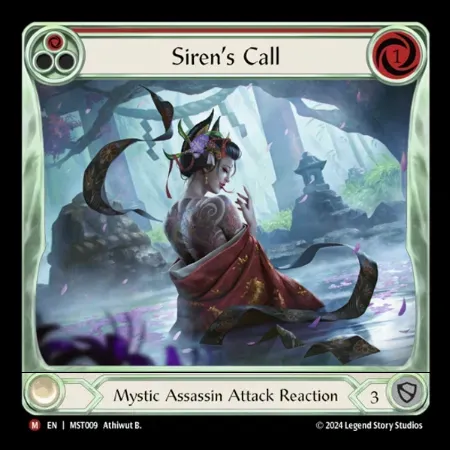 Siren's Call
1
Mystic Assassin Attack Reaction
3
M EN | MST009 Athiwut B.
© 2024 Legend Story Studios